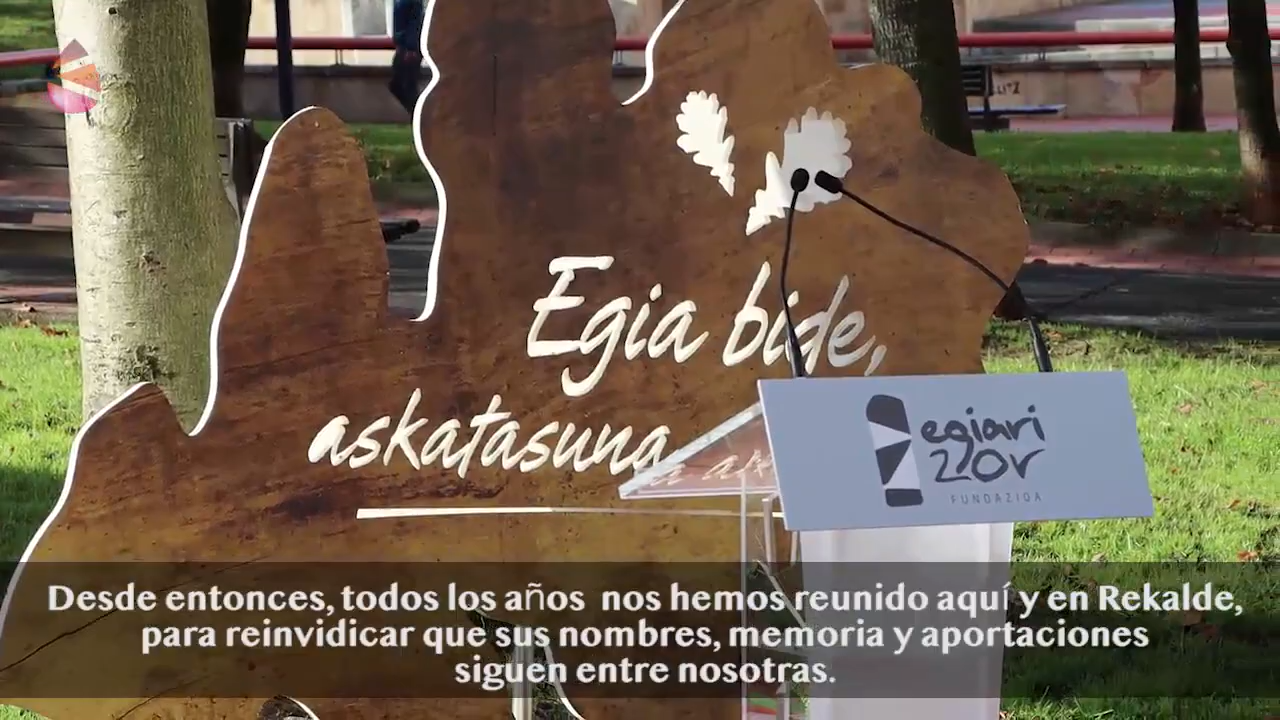 Egia bide,
askatasuna
egiari
zor
FUNDAZIOA
Desde entonces, todos los años nos hemos reunido aquí y en Rekalde,
para reinvidicar que sus nombres, memoria y aportaciones
siguen entre nosotras.